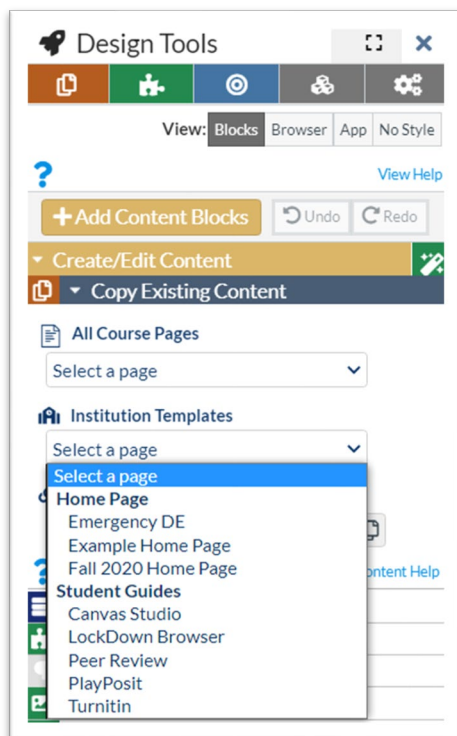 Design Tools
View: Blocks Browser App No Style
View Help
Add Content Blocks Undo Redo
Create/Edit Content
Copy Existing Content
All Course Pages
Select a page
Institution Templates
Select a page
Select a page
Home Page
Emergency DE
Example Home Page
Fall 2020 Home Page
Student Guides
Canvas Studio
LockDown Browser
Peer Review
PlayPosit
Turnitin
ontent Help